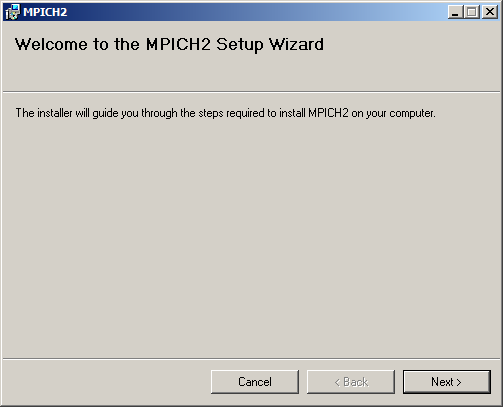 MPICH2
Welcome to the MPICH2 Setup Wizard
The installer will guide you through the steps required to install MPICH2 on your computer.
Cancel
< Back
Next >